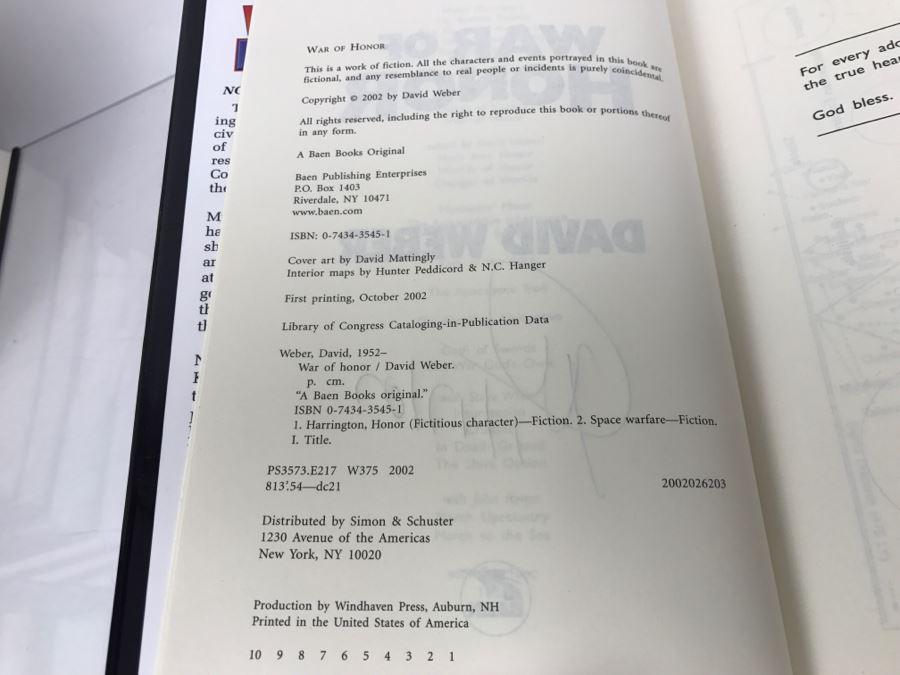 WAR OF HONOR
This is a work of fiction. All the characters and events portrayed in this book are
fictional, and any resemblance to real people or incidents is purely coincidental.
Copyright © 2002 by David Weber
All rights reserved, including the right to reproduce this book or portions thereof
in any form.
A Baen Books Original
Baen Publishing Enterprises
P.O. Box 1403
Riverdale, NY 10471
www.baen.com
ISBN: 0-7434-3545-1
Cover art by David Mattingly
Interior maps by Hunter Peddicord & N.C. Hanger
First printing, October 2002
Library of Congress Cataloging-in-Publication Data
Weber, David, 1952–
War of honor / David Weber.
p. cm.
“A Baen Books original.”
ISBN 0-7434-3545-1
1. Harrington, Honor (Fictitious character)—Fiction. 2. Space warfare—Fiction.
I. Title.
PS3573.E217 W375 2002
813'.54—dc21
2002026203
Distributed by Simon & Schuster
1230 Avenue of the Americas
New York, NY 10020
Production by Windhaven Press, Auburn, NH
Printed in the United States of America
10 9 8 7 6 5 4 3 2 1
For every
the true
God bless.